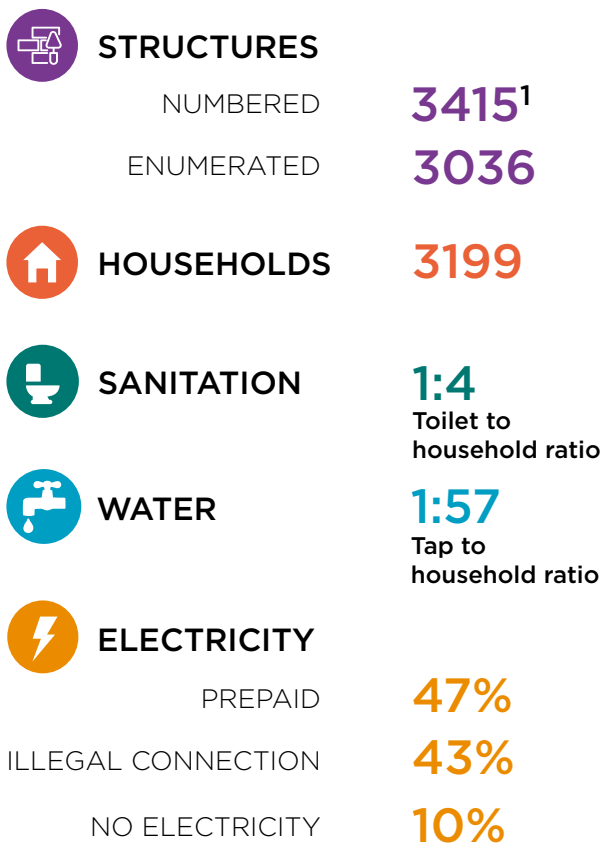 STRUCTURES
NUMBERED 3415¹
ENUMERATED 3036
HOUSEHOLDS 3199
SANITATION 1:4
Toilet to
household ratio
WATER 1:57
Tap to
household ratio
ELECTRICITY
PREPAID 47%
ILLEGAL CONNECTION 43%
NO ELECTRICITY 10%